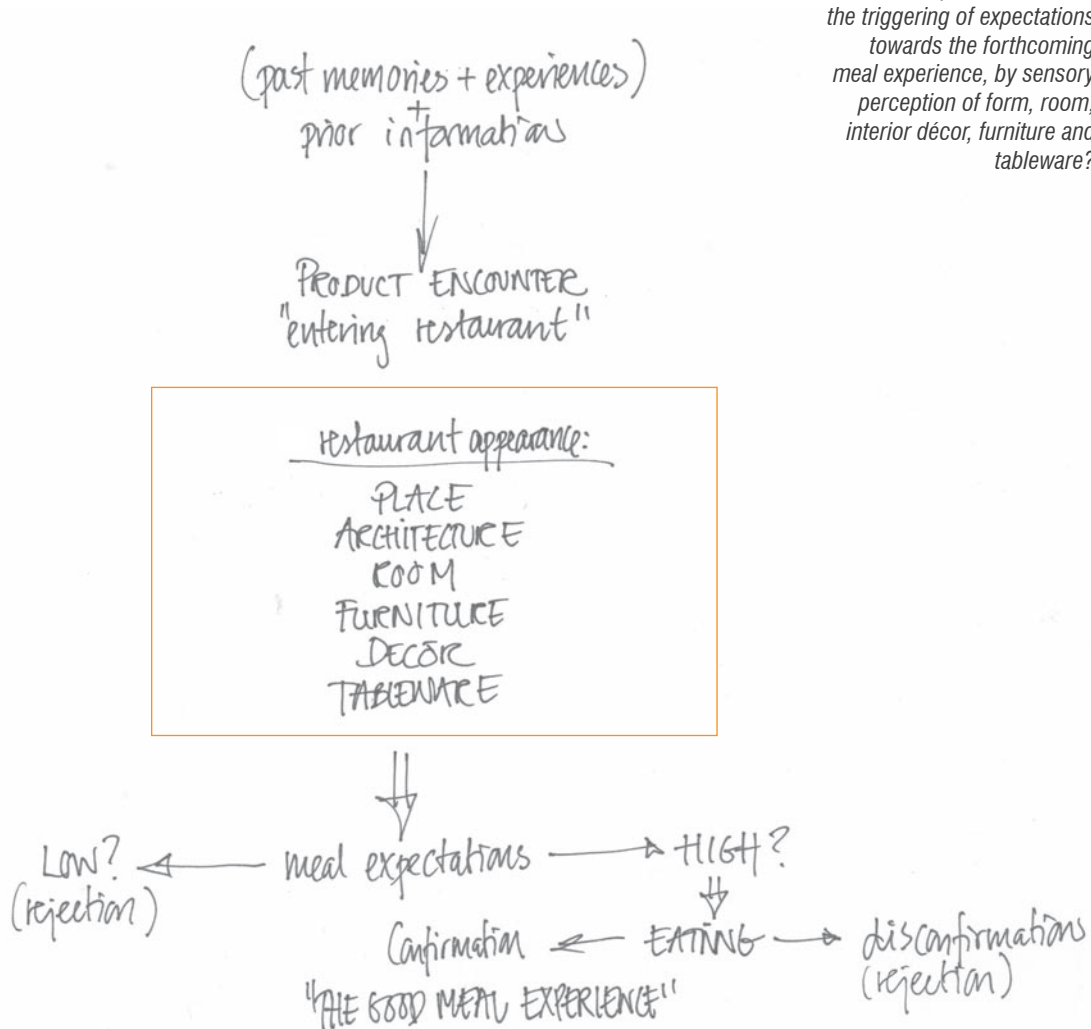 the triggering of expectations
towards the forthcoming
meal experience, by sensory
perception of form, room,
interior décor, furniture and
tableware?
(past memories + experiences)
+
prior informations
PRODUCT ENCOUNTER
"entering restaurant"
restaurant appearance:
PLACE
ARCHITECTURE
ROOM
FURNITURE
DECÓR
TABLEWARE
LOW? meal expectations HIGH?
(rejection)
Confirmation EATING disconfirmations
"THE GOOD MEAL EXPERIENCE" (rejection)